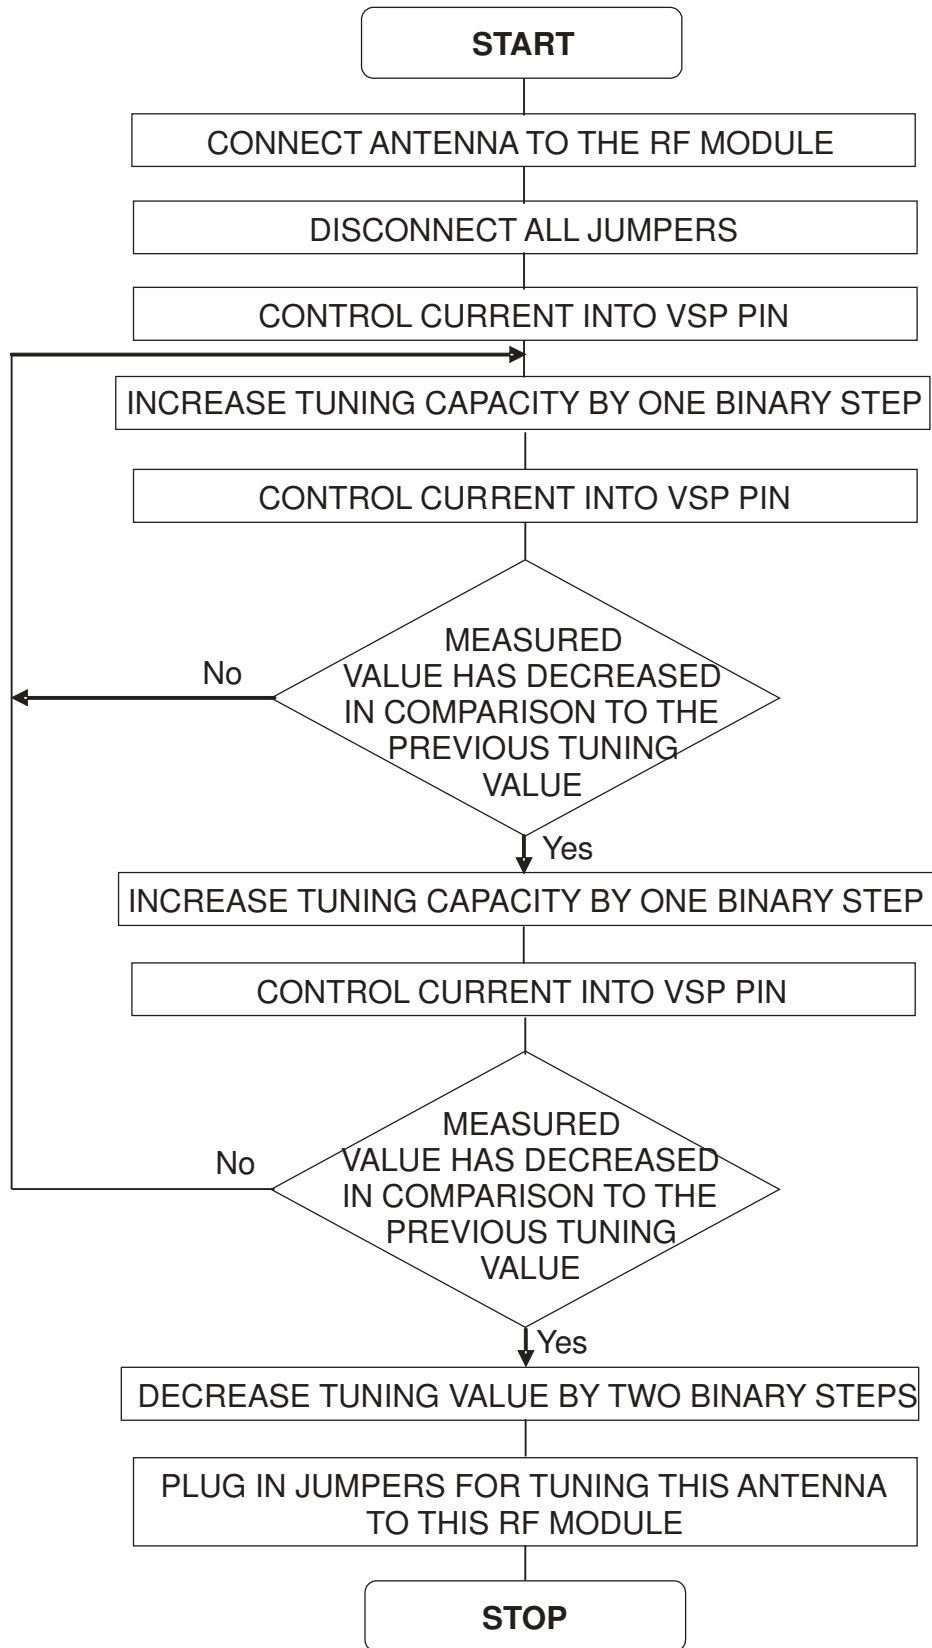 START
CONNECT ANTENNA TO THE RF MODULE
DISCONNECT ALL JUMPERS
CONTROL CURRENT INTO VSP PIN
INCREASE TUNING CAPACITY BY ONE BINARY STEP
CONTROL CURRENT INTO VSP PIN
MEASURED
VALUE HAS DECREASED
IN COMPARISON TO THE
PREVIOUS TUNING
VALUE
No
Yes
INCREASE TUNING CAPACITY BY ONE BINARY STEP
CONTROL CURRENT INTO VSP PIN
MEASURED
VALUE HAS DECREASED
IN COMPARISON TO THE
PREVIOUS TUNING
VALUE
No
Yes
DECREASE TUNING VALUE BY TWO BINARY STEPS
PLUG IN JUMPERS FOR TUNING THIS ANTENNA
TO THIS RF MODULE
STOP